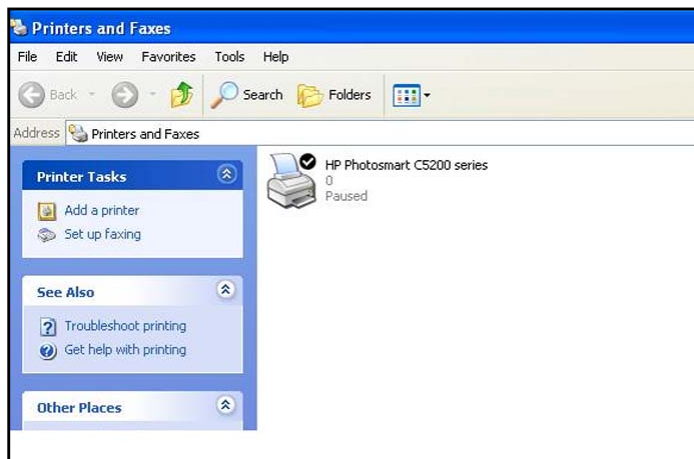 Printers and Faxes
File Edit View Favorites Tools Help
Back Search Folders
Address Printers and Faxes
Printer Tasks
Add a printer
Set up faxing
See Also
Troubleshoot printing
Get help with printing
Other Places
HP Photosmart C5200 series
0
Paused